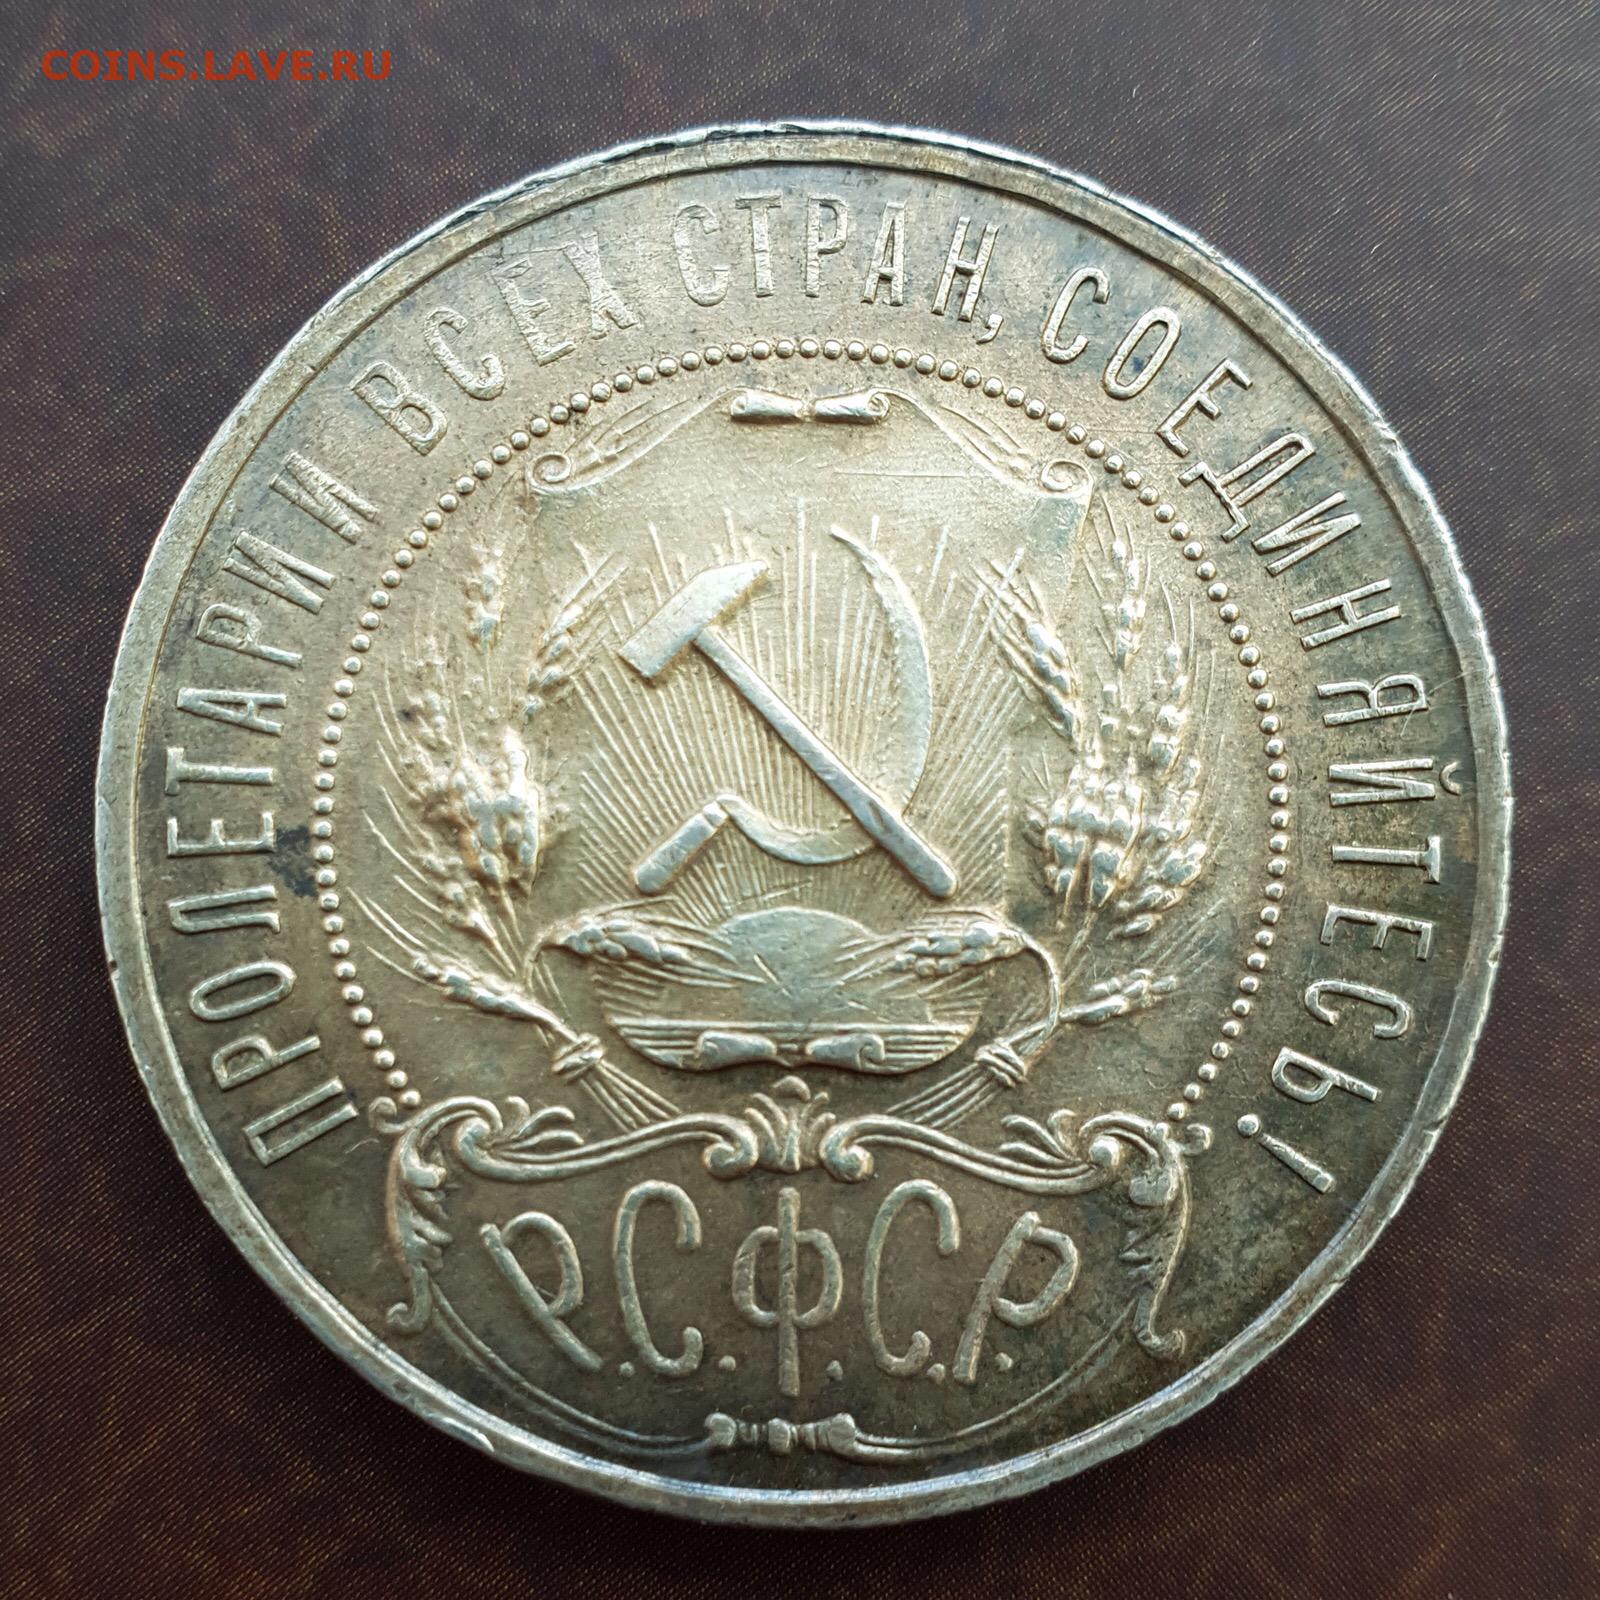 COINS.LAVE.RU
ПРОЛЕТАРИИ ВСЕХ СТРАН, СОЕДИНЯЙТЕСЬ!
Р.С.Ф.С.Р.